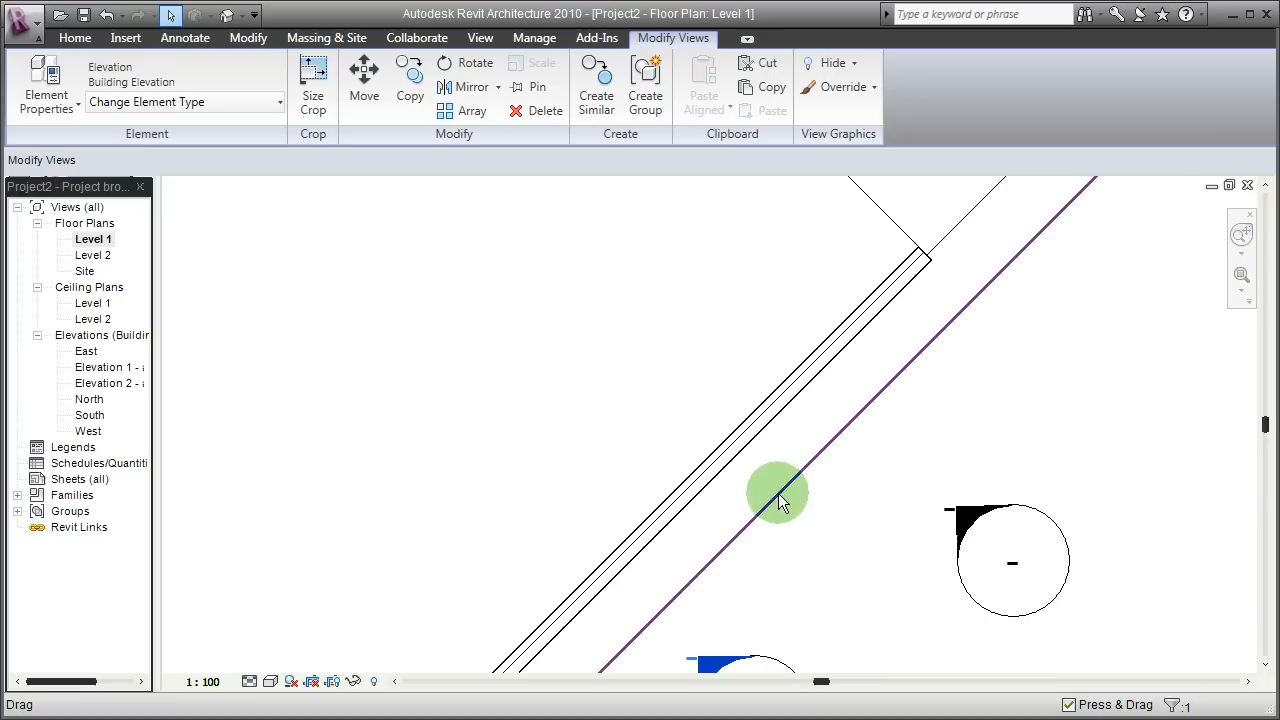 Autodesk Revit Architecture 2010 - [Project2 - Floor Plan: Level 1]
Type a keyword or phrase
Home Insert Annotate Modify Massing & Site Collaborate View Manage Add-Ins Modify Views
Element Properties
Elevation
Building Elevation
Change Element Type
Element
Size Crop
Crop
Move
Copy
Rotate
Mirror
Array
Scale
Pin
Delete
Modify
Create Similar
Create Group
Create
Paste Aligned
Cut
Copy
Paste
Clipboard
Hide
Override
View Graphics
Modify Views
Project2 - Project bro...
Views (all)
Floor Plans
Level 1
Level 2
Site
Ceiling Plans
Level 1
Level 2
Elevations (Buildin
East
Elevation 1 - a
Elevation 2 - a
North
South
West
Legends
Schedules/Quantiti
Sheets (all)
Families
Groups
Revit Links
1 : 100
Drag
Press & Drag
:1